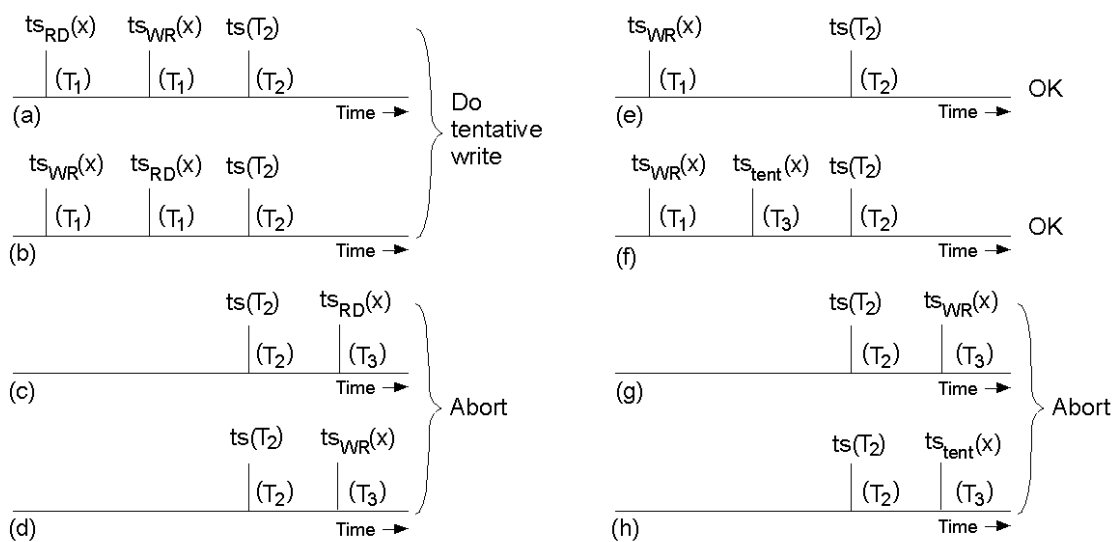 ts_RD(x) ts_WR(x) ts(T_2)
(T_1) (T_1) (T_2)
Time
(a)
ts_WR(x) ts_RD(x) ts(T_2)
(T_1) (T_1) (T_2)
Time
(b)
Do
tentative
write
ts(T_2) ts_RD(x)
(T_2) (T_3)
Time
(c)
ts(T_2) ts_WR(x)
(T_2) (T_3)
Time
(d)
Abort
ts_WR(x) ts(T_2)
(T_1) (T_2)
OK
Time
(e)
ts_WR(x) ts_tent(x) ts(T_2)
(T_1) (T_3) (T_2)
OK
Time
(f)
ts(T_2) ts_WR(x)
(T_2) (T_3)
Time
(g)
ts(T_2) ts_tent(x)
(T_2) (T_3)
Time
(h)
Abort